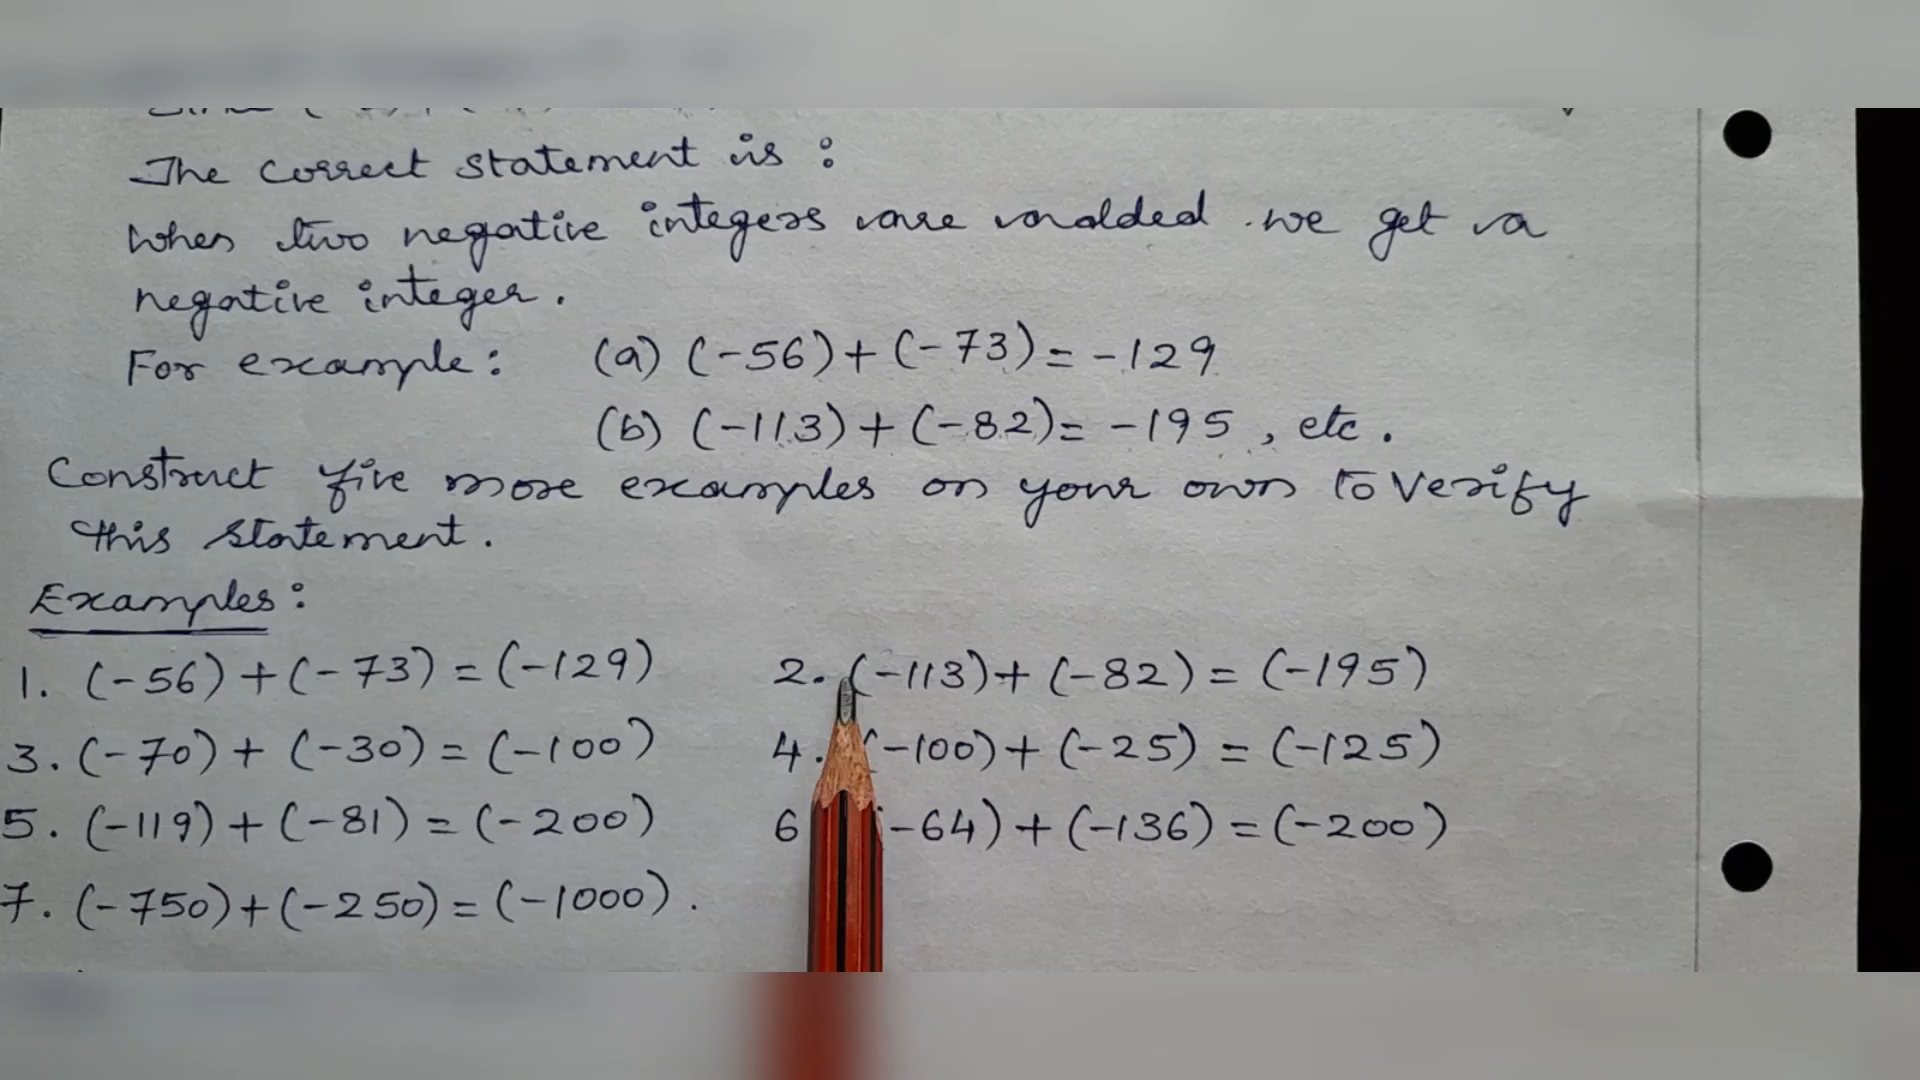 The correct statement is :
When two negative integers are added we get a
negative integer.
For example : (a) (-56) + (-73) = -129
(b) (-113) + (-82) = -195 , etc .
Construct five more examples on your own to verify
this statement .
Examples :
1. (-56) + (-73) = (-129) 2. (-113) + (-82) = (-195)
3. (-70) + (-30) = (-100) 4. (-100) + (-25) = (-125)
5. (-119) + (-81) = (-200) 6 (-64) + (-136) = (-200)
7. (-750) + (-250) = (-1000) .